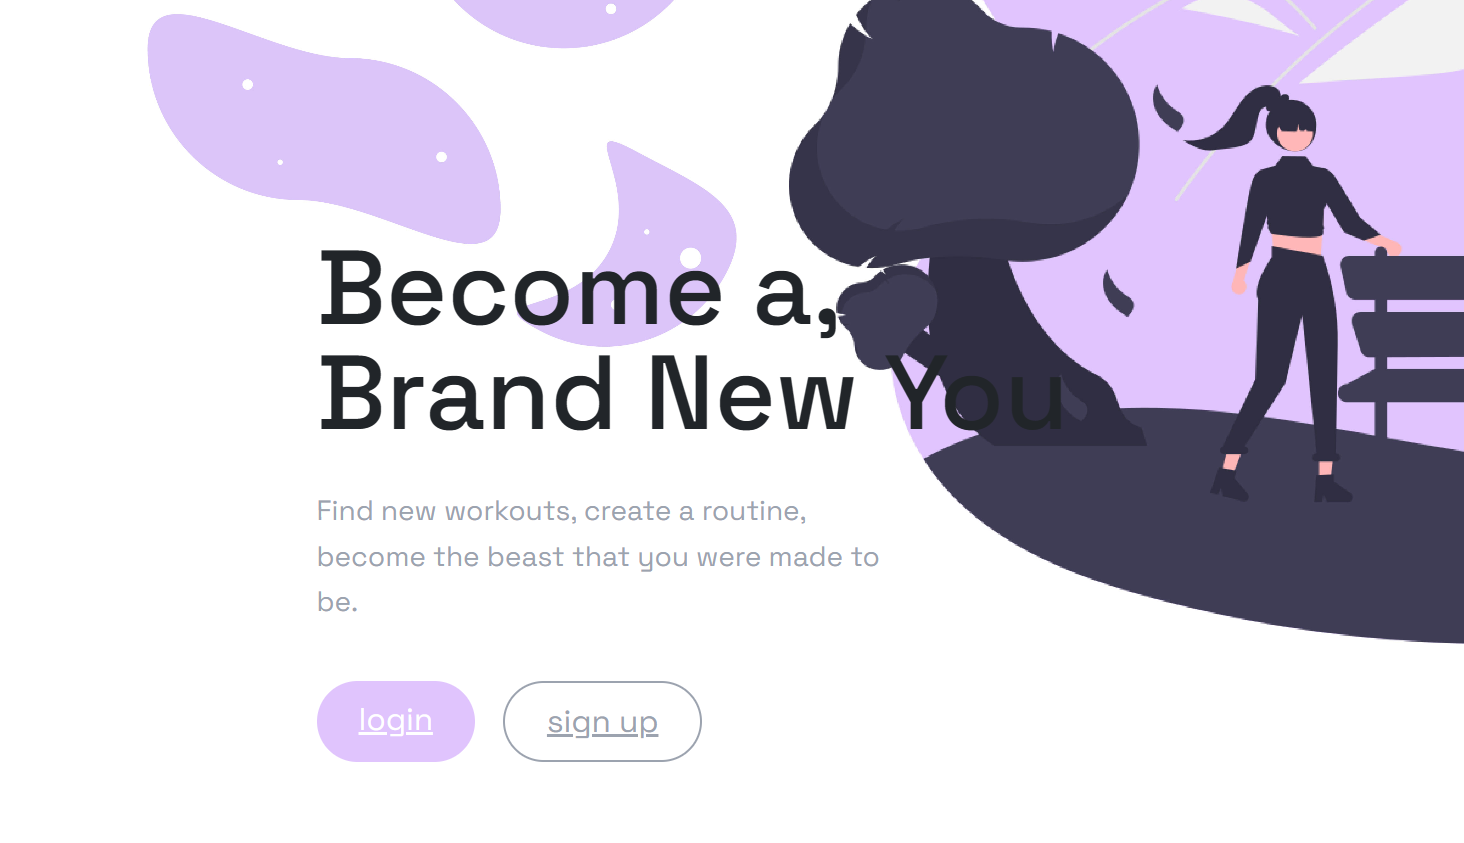 Become a,
Brand New You
Find new workouts, create a routine,
become the beast that you were made to
be.
login
sign up